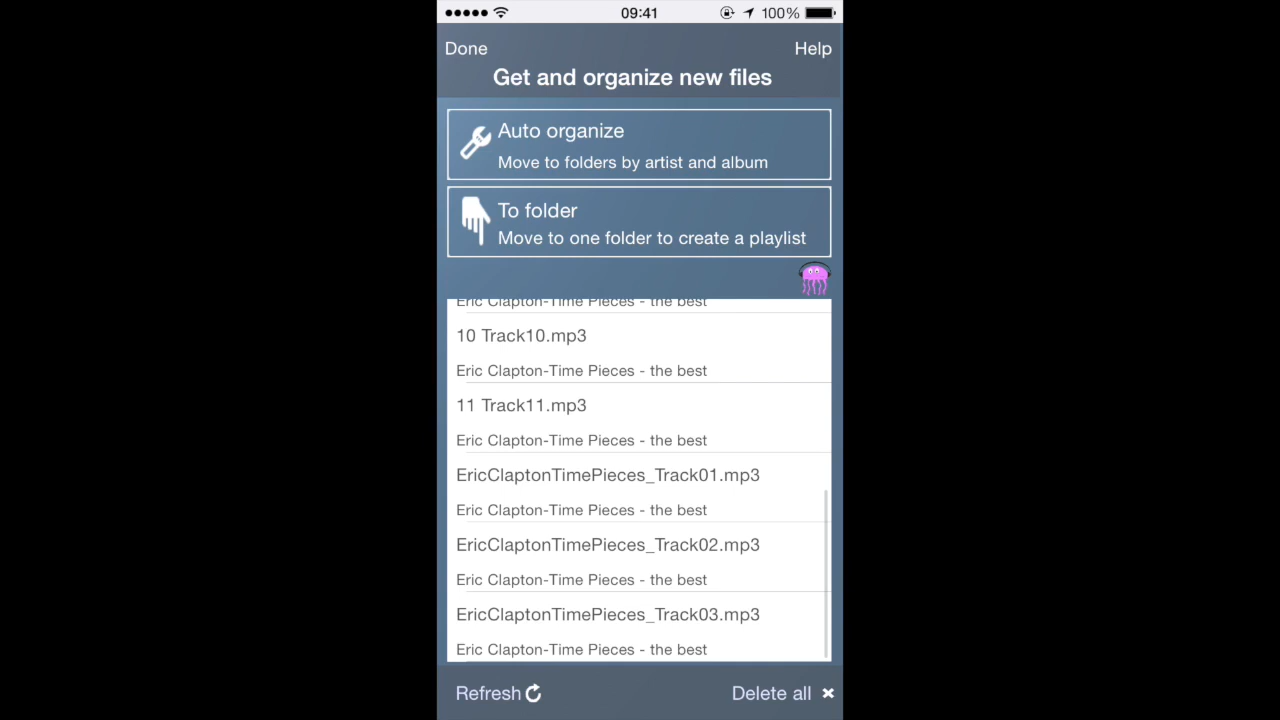 09:41
100%
Done
Help
Get and organize new files
Auto organize
Move to folders by artist and album
To folder
Move to one folder to create a playlist
Eric Clapton-Time Pieces - the best
10 Track10.mp3
Eric Clapton-Time Pieces - the best
11 Track11.mp3
Eric Clapton-Time Pieces - the best
EricClaptonTimePieces_Track01.mp3
Eric Clapton-Time Pieces - the best
EricClaptonTimePieces_Track02.mp3
Eric Clapton-Time Pieces - the best
EricClaptonTimePieces_Track03.mp3
Eric Clapton-Time Pieces - the best
Refresh
Delete all